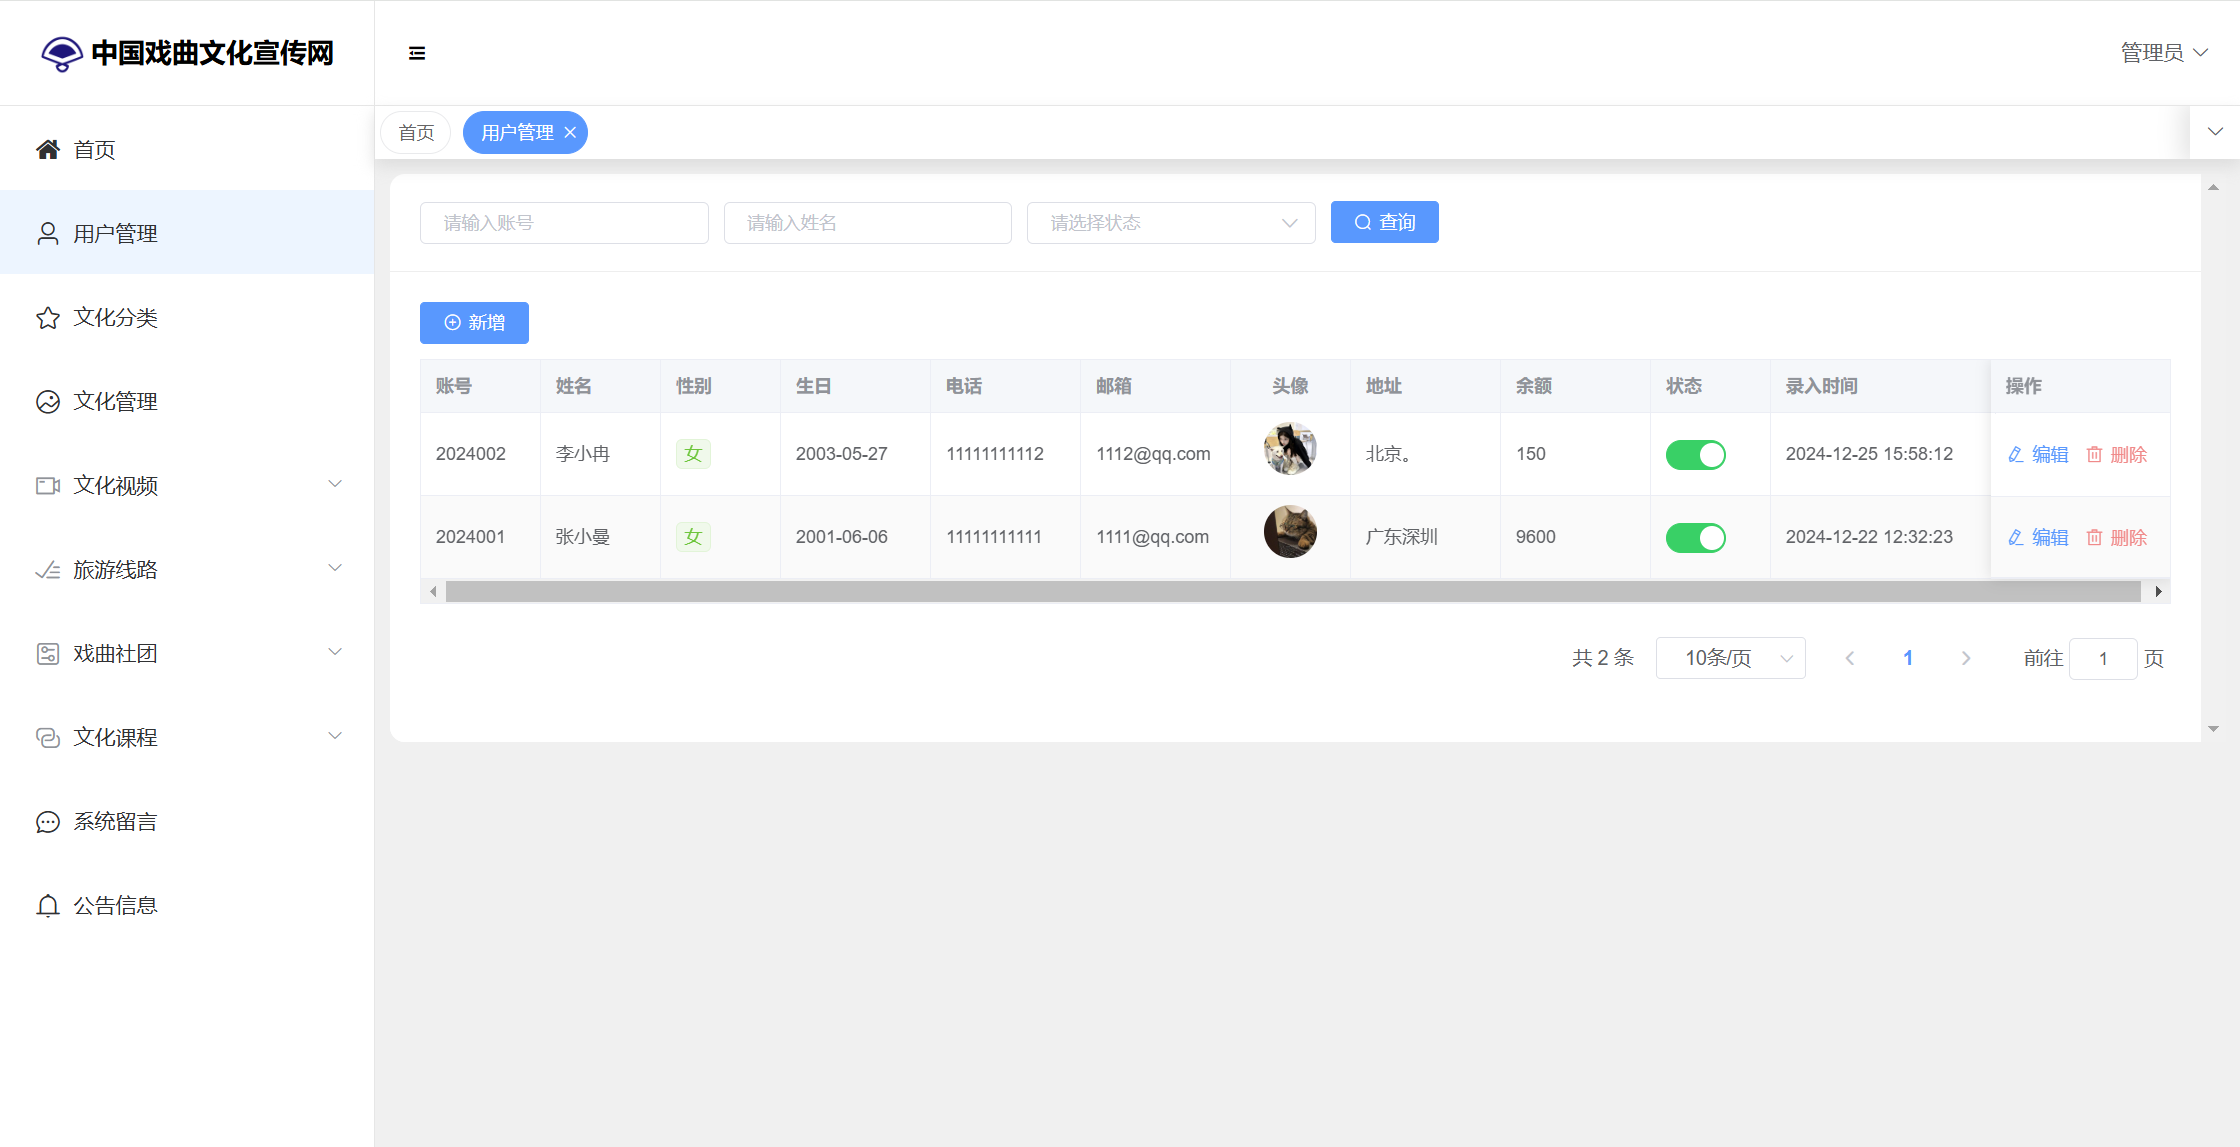 中国戏曲文化宣传网
管理员
首页
用户管理
文化分类
文化管理
文化视频
旅游线路
戏曲社团
文化课程
系统留言
公告信息
首页 用户管理
请输入账号 请输入姓名 请选择状态 查询
新增
账号 姓名 性别 生日 电话 邮箱 头像 地址 余额 状态 录入时间 操作
2024002 李小冉 女 2003-05-27 11111111112 1112@qq.com 北京。 150 2024-12-25 15:58:12 编辑 删除
2024001 张小曼 女 2001-06-06 11111111111 1111@qq.com 广东深圳 9600 2024-12-22 12:32:23 编辑 删除
共 2 条 10条/页 1 前往 1 页